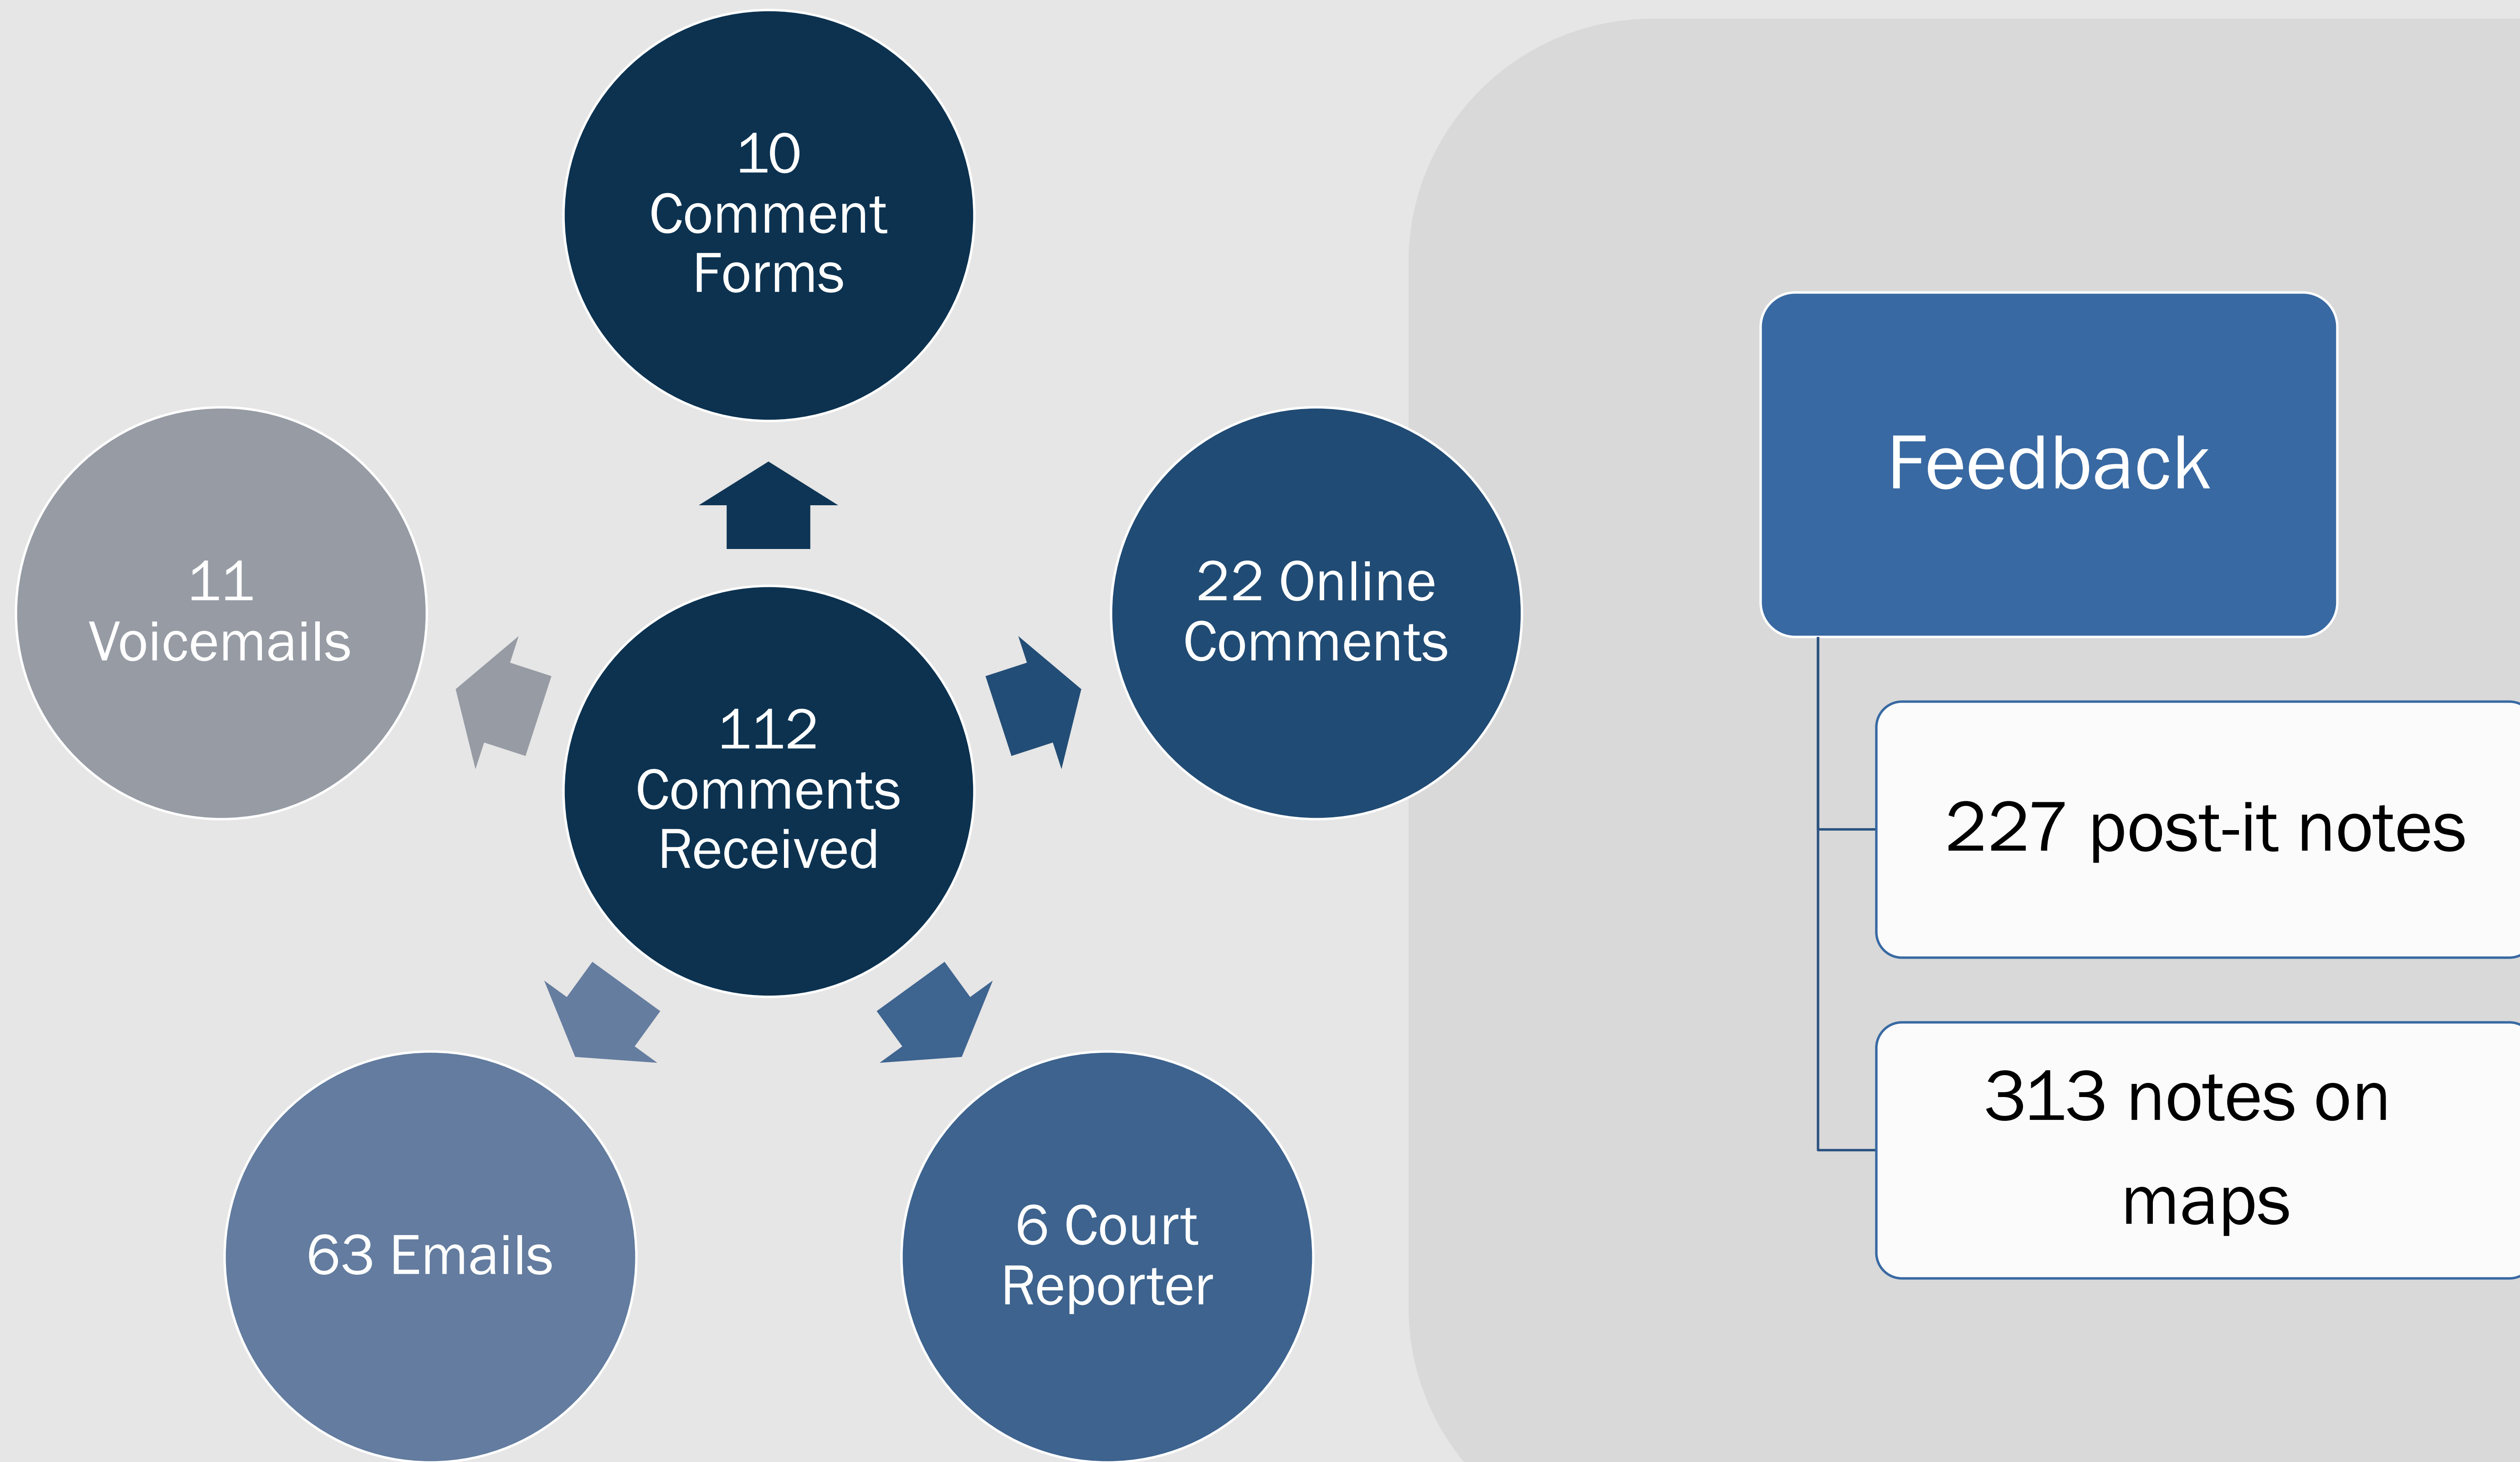 10
Comment
Forms
11
Voicemails
22 Online
Comments
112
Comments
Received
63 Emails
6 Court
Reporter
Feedback
227 post-it notes
313 notes on
maps